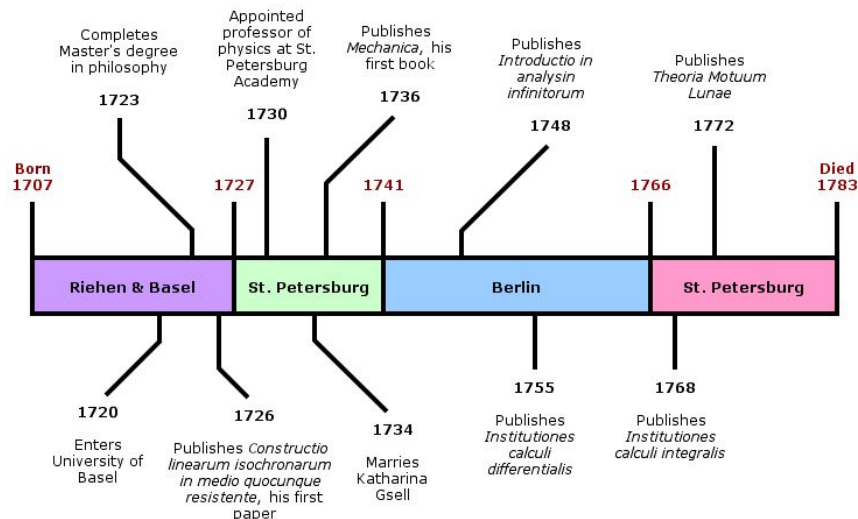 Completes
Master's degree
in philosophy
1723
Appointed
professor of
physics at St.
Petersburg
Academy
1730
Publishes
Mechanica, his
first book
1736
Publishes
Introductio in
analysin
infinitorum
1748
Publishes
Theoria Motuum
Lunae
1772
Born
1707
1727
1741
1766
Died
1783
Riehen & Basel
St. Petersburg
Berlin
St. Petersburg
1720
Enters
University of
Basel
1726
Publishes Constructio
linearum isochronarum
in medio quocunque
resistente, his first
paper
1734
Marries
Katharina
Gsell
1755
Publishes
Institutiones
calculi
differentialis
1768
Publishes
Institutiones
calculi integralis